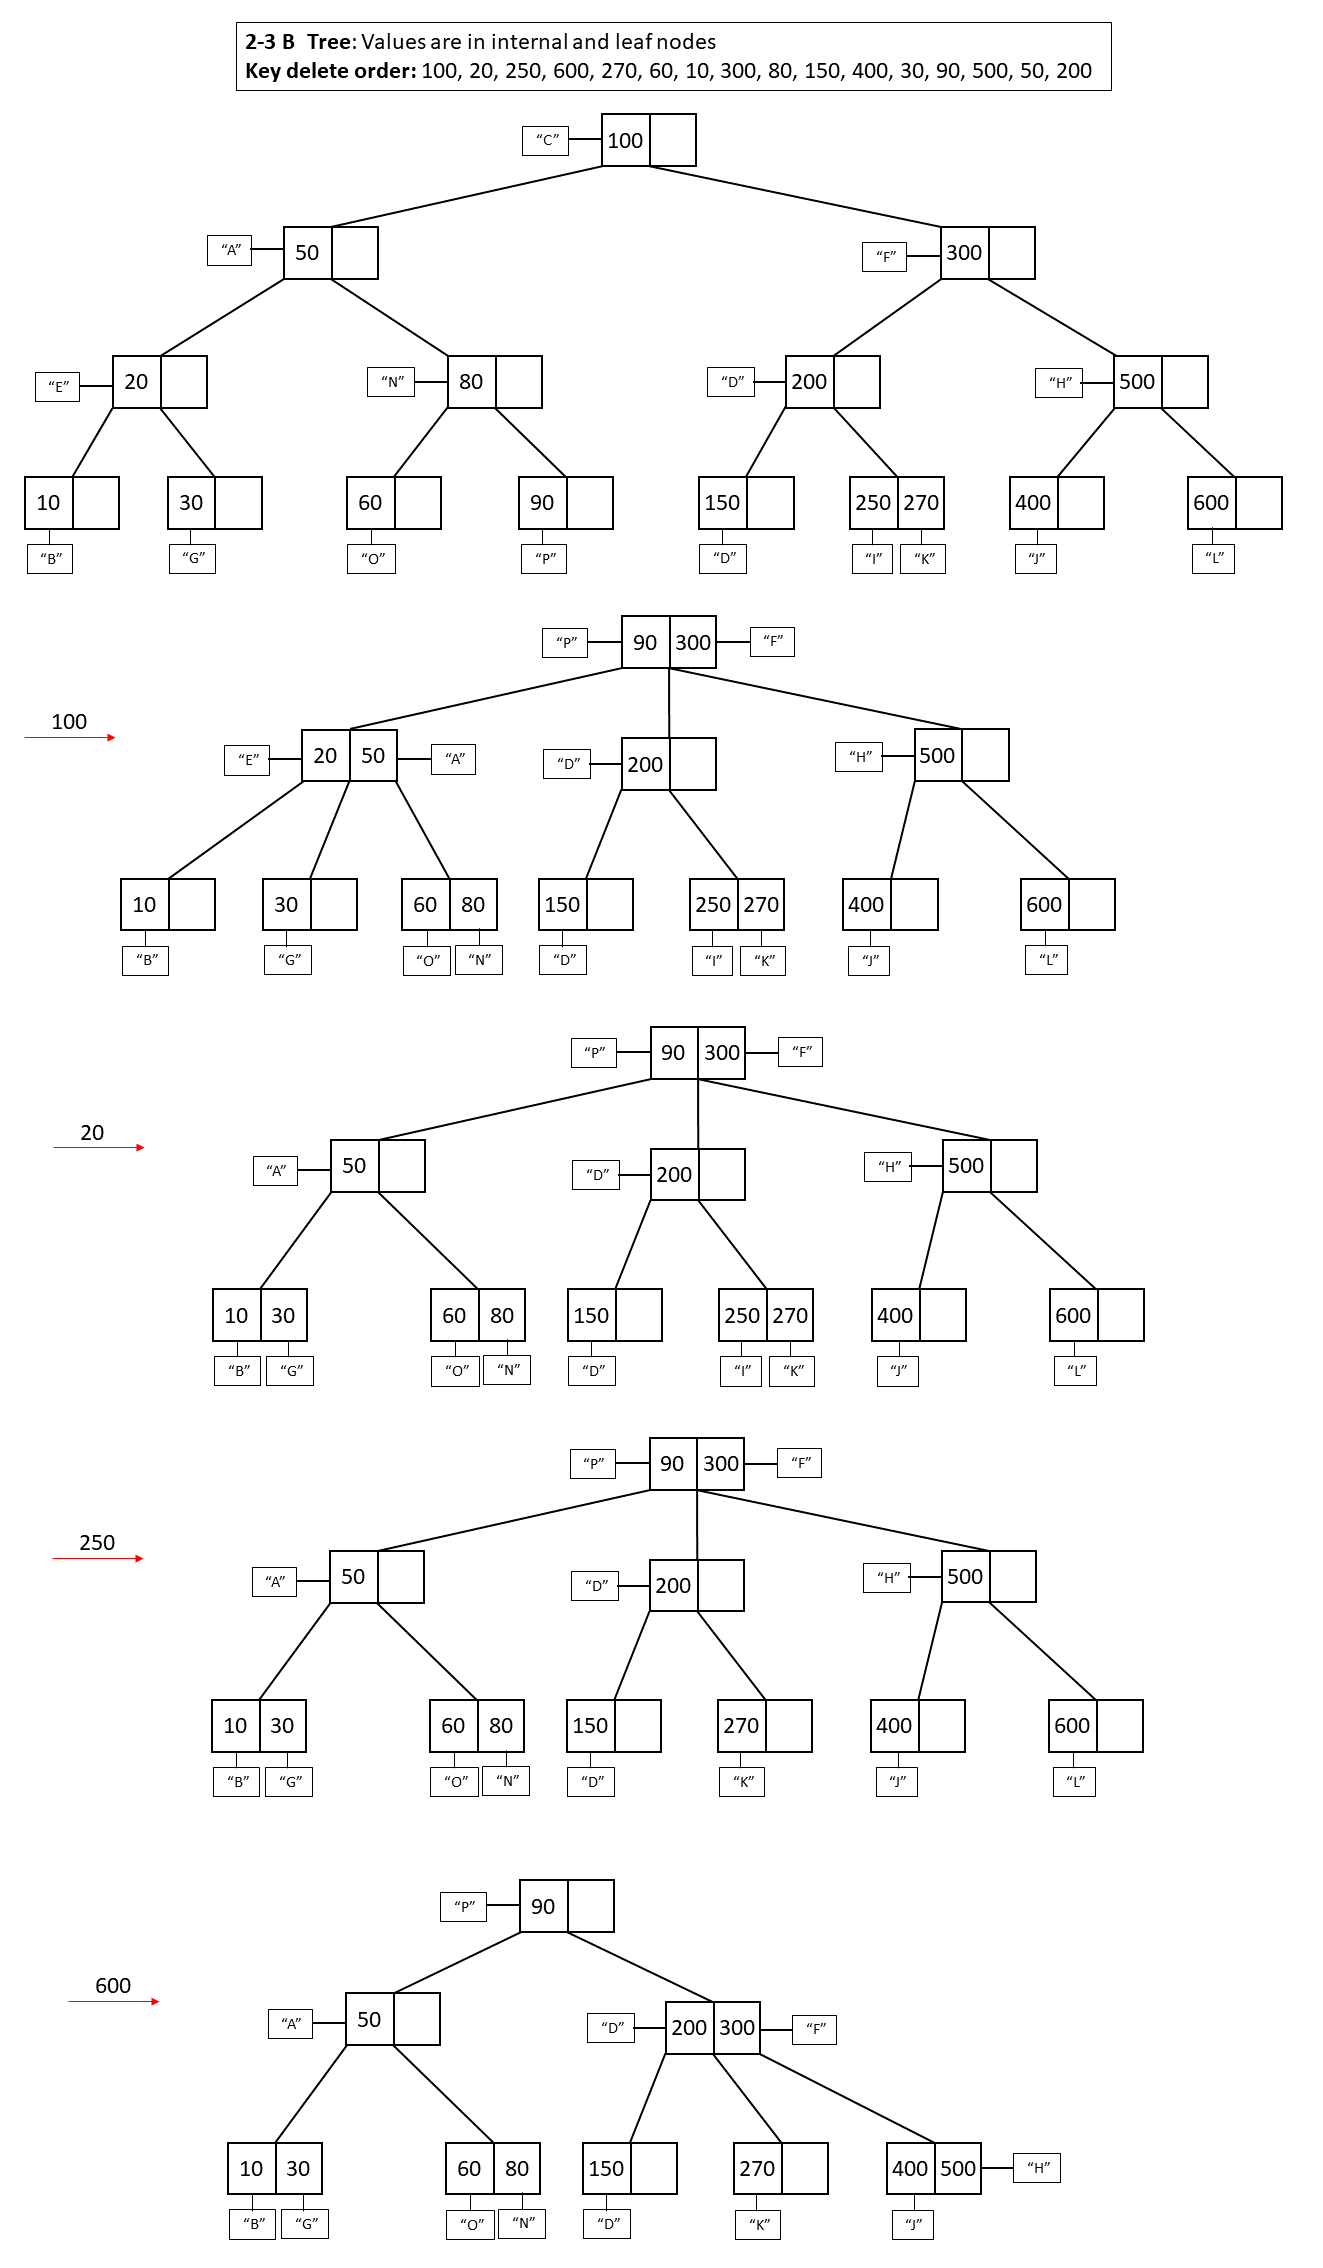 2-3 B Tree: Values are in internal and leaf nodes
Key delete order: 100, 20, 250, 600, 270, 60, 10, 300, 80, 150, 400, 30, 90, 500, 50, 200
“C” 100
“A” 50 “F” 300
“E” 20 “N” 80 “D” 200 “H” 500
10 30 60 90 150 250 270 400 600
“B” “G” “O” “P” “D” “I” “K” “J” “L”
“P” 90 300 “F”
100
“E” 20 50 “A” “D” 200 “H” 500
10 30 60 80 150 250 270 400 600
“B” “G” “O” “N” “D” “I” “K” “J” “L”
“P” 90 300 “F”
20
“A” 50 “D” 200 “H” 500
10 30 60 80 150 250 270 400 600
“B” “G” “O” “N” “D” “I” “K” “J” “L”
“P” 90 300 “F”
250
“A” 50 “D” 200 “H” 500
10 30 60 80 150 270 400 600
“B” “G” “O” “N” “D” “K” “J” “L”
“P” 90
600
“A” 50 “D” 200 300 “F”
10 30 60 80 150 270 400 500 “H”
“B” “G” “O” “N” “D” “K” “J”